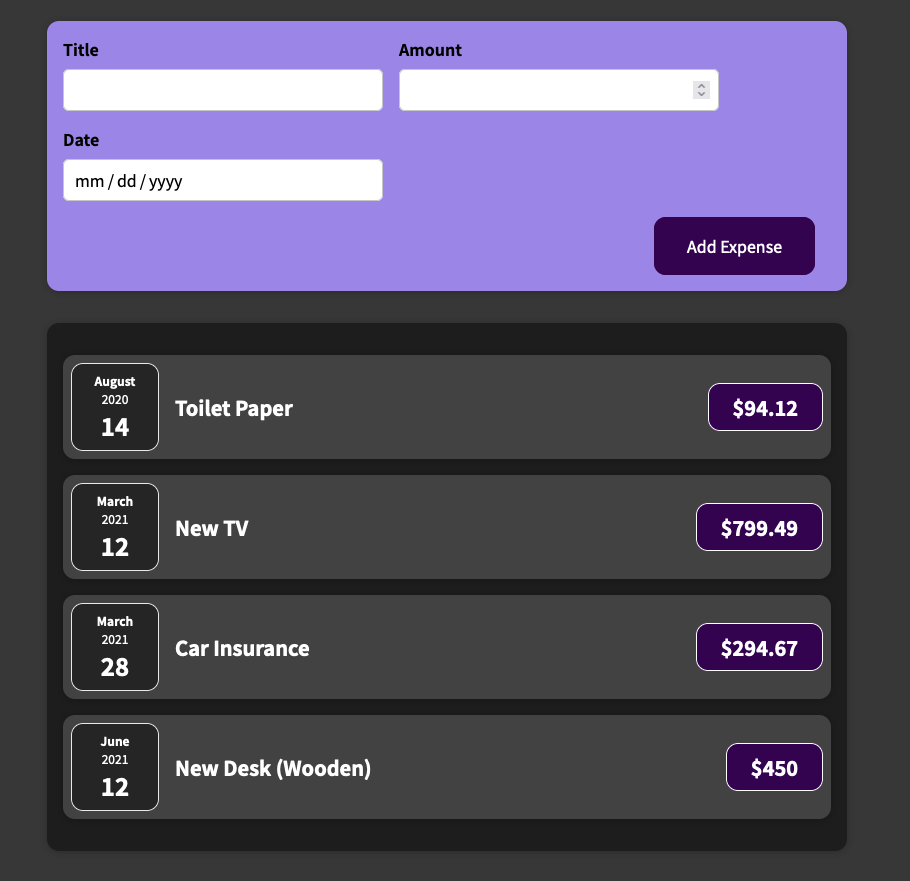 Title Amount
Date
mm / dd / yyyy
Add Expense
August
2020
14
Toilet Paper
$94.12
March
2021
12
New TV
$799.49
March
2021
28
Car Insurance
$294.67
June
2021
12
New Desk (Wooden)
$450